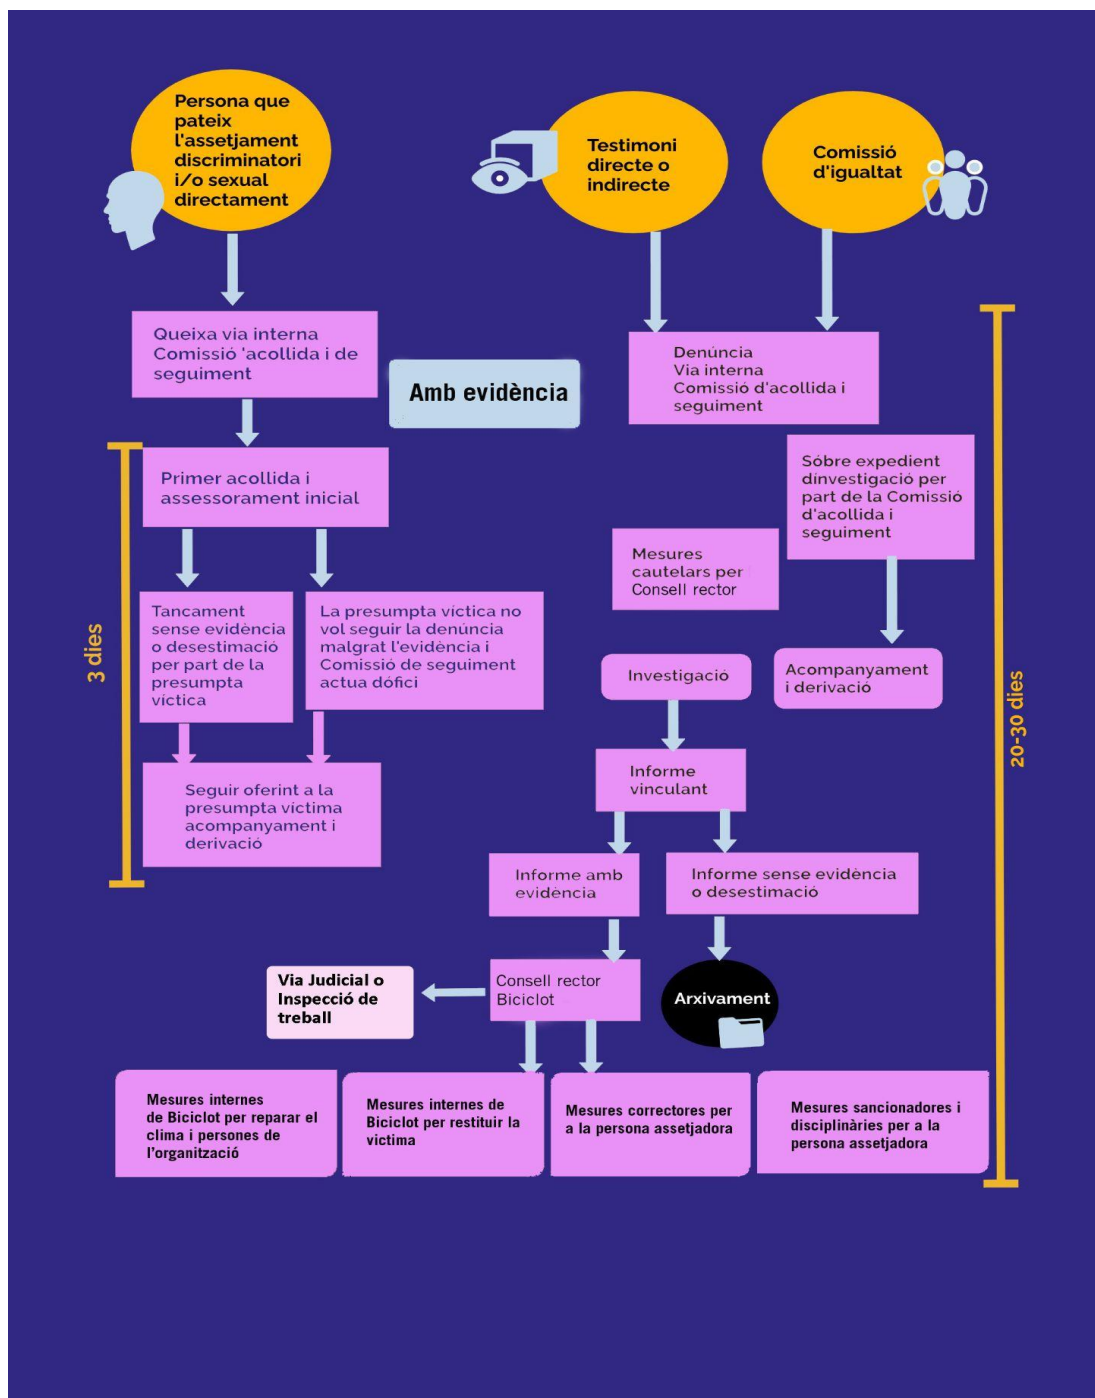 Persona que
pateix
l'assetjament
discriminatori
i/o sexual
directament
Testimoni
directe o
indirecte
Comissió
d'igualtat
Queixa via interna
Comissió 'acollida i de
seguiment
Amb evidència
Denúncia
Via interna
Comissió d'acollida i
seguiment
Primer acollida i
assessorament inicial
Sóbre expedient
dínvestigació per
part de la Comissió
d'acollida i
seguiment
Mesures
cautelars per
Consell rector
3 dies
Tancament
sense evidència
o desestimació
per part de la
presumpta
víctica
La presumpta víctica no
vol seguir la denúncia
malgrat l'evidència i
Comissió de seguiment
actua dófici
Investigació
Acompanyament
i derivació
20-30 dies
Seguir oferint a la
presumpta víctima
acompanyament i
derivació
Informe
vinculant
Informe amb
evidència
Informe sense evidència
o desestimació
Via Judicial o
Inspecció de
treball
Consell rector
Biciclot
Arxivament
Mesures internes
de Biciclot per reparar el
clima i persones de
l'organització
Mesures internes de
Biciclot per restituir la
víctima
Mesures correctores per
a la persona assetjadora
Mesures sancionadores i
disciplinàries per a la
persona assetjadora